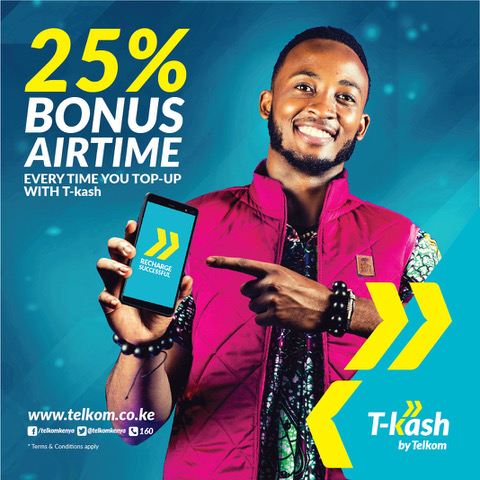 25%
BONUS
AIRTIME
EVERY TIME YOU TOP-UP
WITH T-kash
RECHARGE
SUCCESSFUL
www.telkom.co.ke
/telkomkenya @telkomkenya 160
* Terms & Conditions apply
T-kash
by Telkom